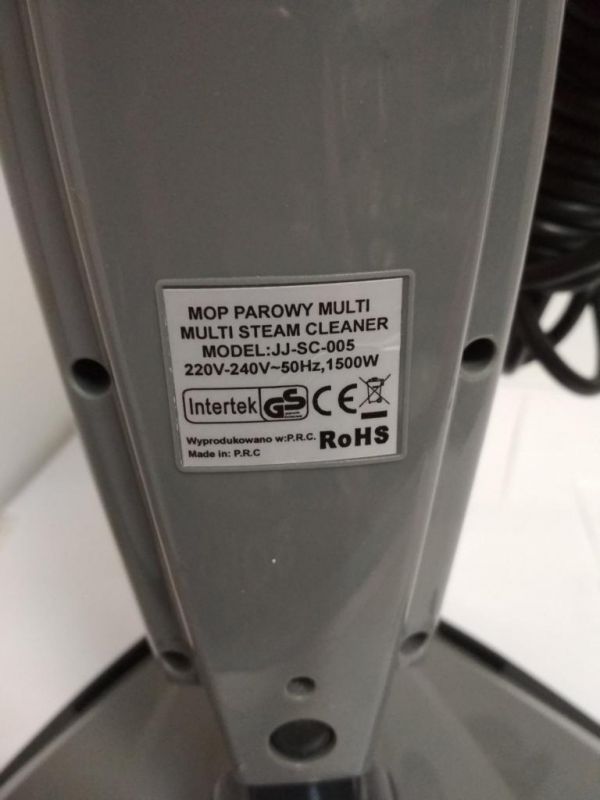 MOP PAROWY MULTI
MULTI STEAM CLEANER
MODEL:JJ-SC-005
220V-240V~50Hz,1500W
Intertek GS CE
Wyprodukowano w:P.R.C. RoHS
Made in: P.R.C